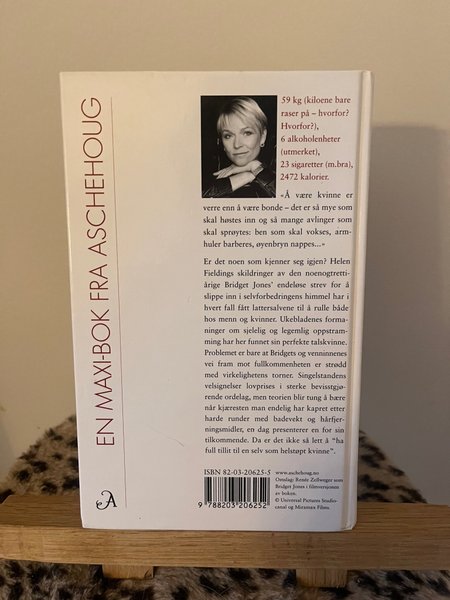 EN MAXI-BOK FRA ASCHEHOUG
59 kg (kiloene bare
raser på – hvorfor?
Hvorfor?),
6 alkoholenheter
(utmerket),
23 sigaretter (m.bra),
2472 kalorier.
«Å være kvinne er
verre enn å være bonde – det er så mye som
skal høstes inn og så mange avlinger som
skal sprøytes: ben som skal vokses, arm-
huler barberes, øyenbryn nappes...»
Er det noen som kjenner seg igjen? Helen
Fieldings skildringer av den noenogtretti-
årige Bridget Jones' endeløse strev for å
slippe inn i selvforbedringens himmel har i
hvert fall fått lattersalvene til å rulle både
hos menn og kvinner. Ukebladenes forma-
ninger om sjelelig og legemlig oppstram-
ming har her funnet sin perfekte talskvinne.
Problemet er bare at Bridgets og venninnenes
vei fram mot fullkommenheten er strødd
med virkelighetens torner. Singelstandens
velsignelser lovprises i sterke bevisstgjø-
rende ordelag, men teorien blir tung å bære
når kjæresten man endelig har kapret etter
harde runder med badevekt og hårfjer-
ningsmidler, en dag presenterer en for sin
tilkommende. Da er det ikke så lett å “ha
full tillit til en selv som helstøpt kvinne”.
ISBN 82-03-20625-5
9 788203 206252
www.aschehoug.no
Omslag: Renée Zellweger som
Bridget Jones i filmversjonen
av boken.
© Universal Pictures Studio-
canal og Miramax Films.
A